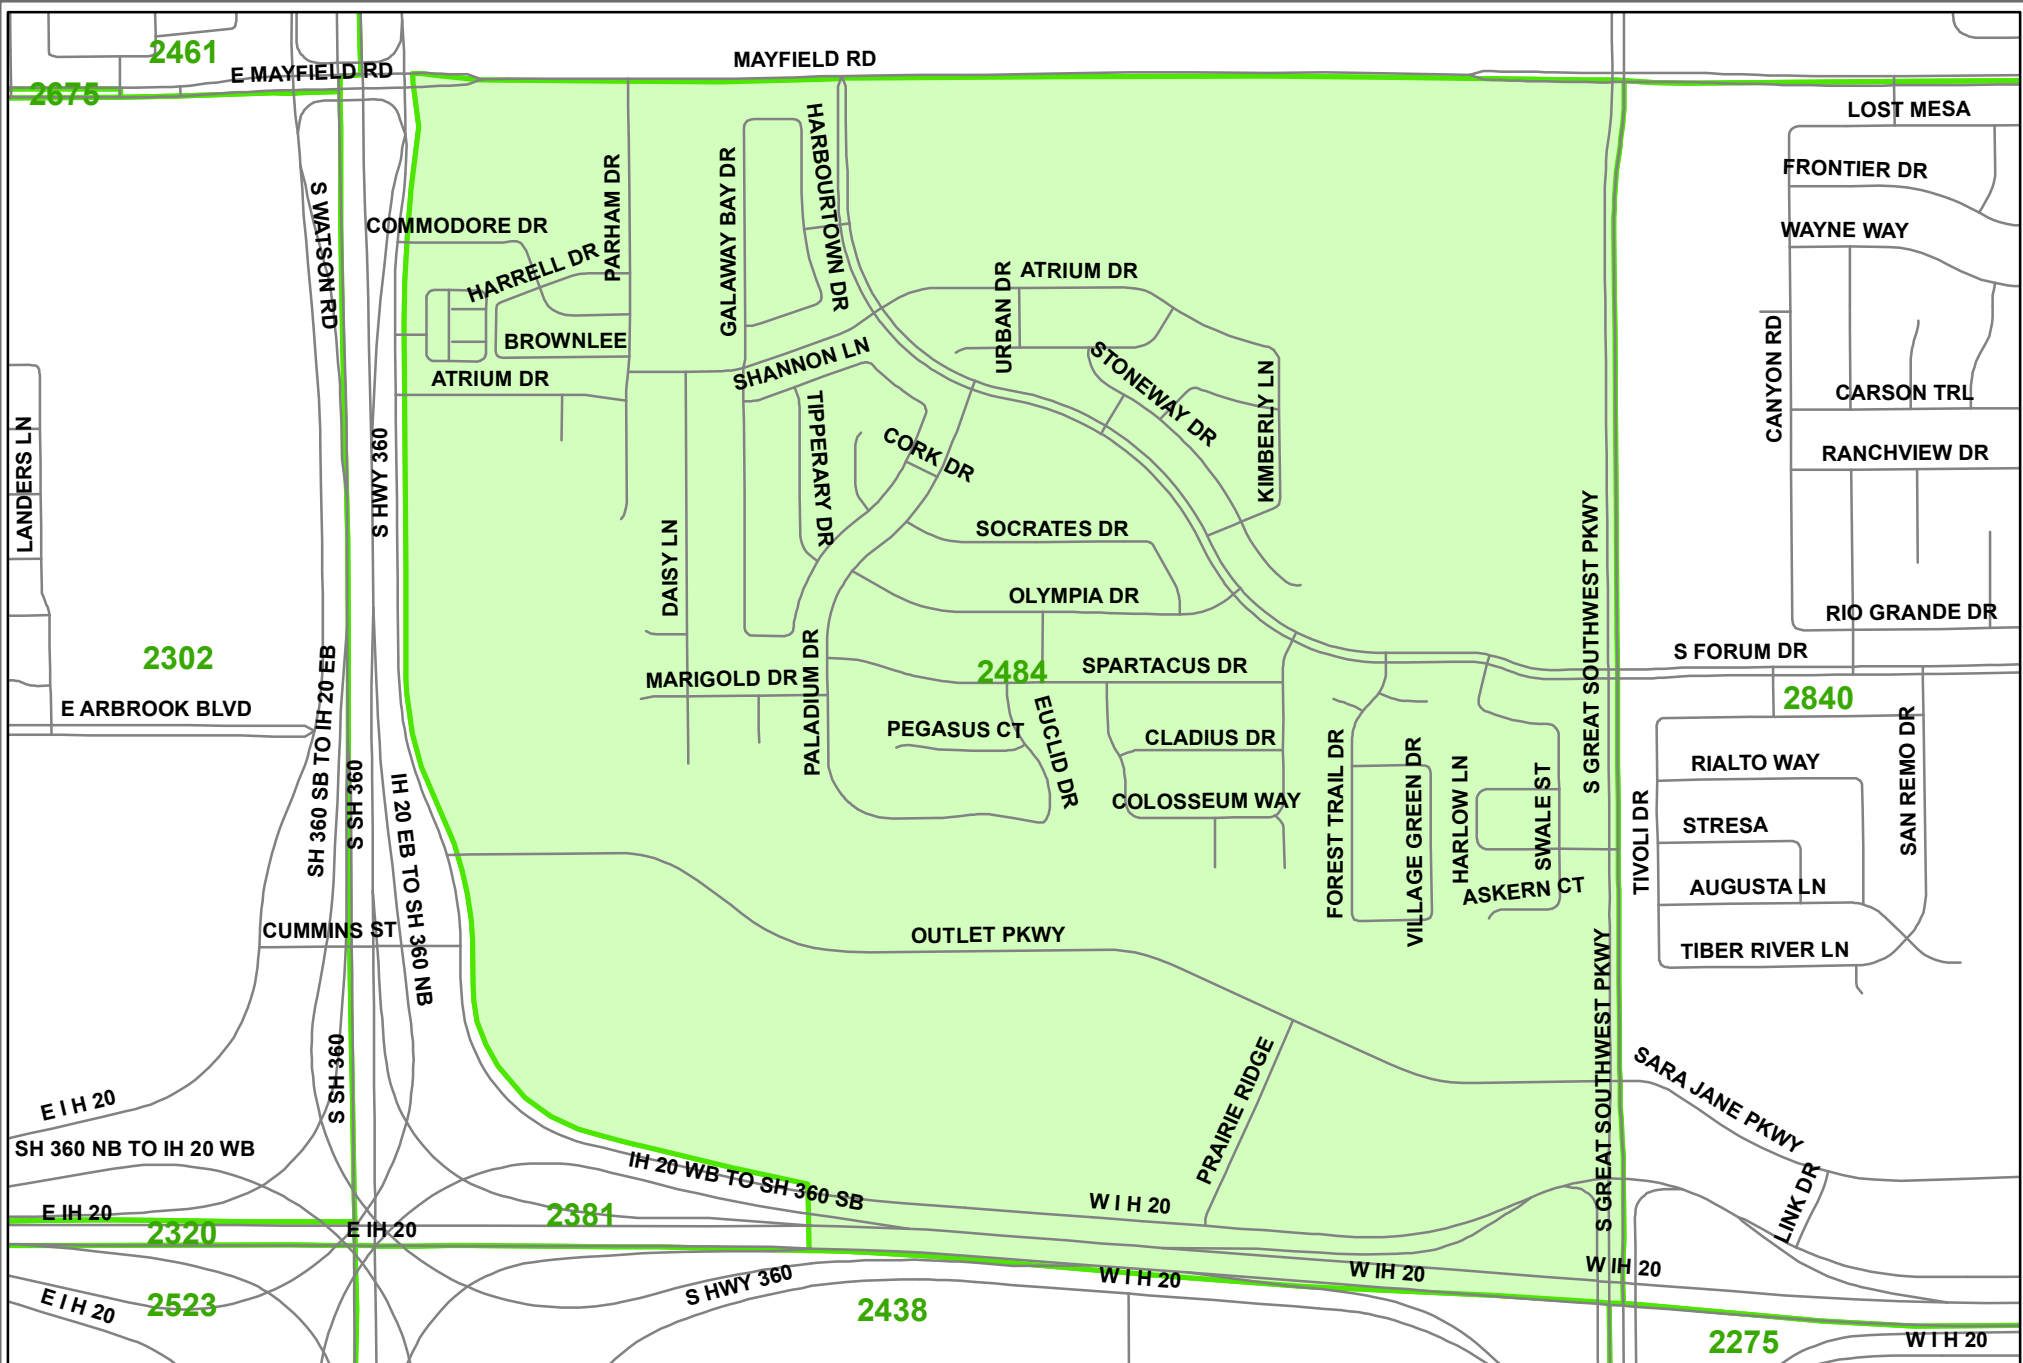 2461
E MAYFIELD RD
MAYFIELD RD
2675
LOST MESA
FRONTIER DR
WAYNE WAY
S WATSON RD
COMMODORE DR
HARRELL DR
PARHAM DR
GALAWAY BAY DR
HARBOURTOWN DR
URBAN DR
ATRIUM DR
BROWNLEE
ATRIUM DR
SHANNON LN
STONEWAY DR
KIMBERLY LN
CANYON RD
CARSON TRL
RANCHVIEW DR
LANDERS LN
S HWY 360
TIPPERARY DR
CORK DR
DAISY LN
SOCRATES DR
OLYMPIA DR
S GREAT SOUTHWEST PKWY
RIO GRANDE DR
S FORUM DR
2302
2484
SPARTACUS DR
MARIGOLD DR
PALADIUM DR
2840
E ARBROOK BLVD
SH 360 SB TO IH 20 EB
S SH 360
IH 20 EB TO SH 360 NB
PEGASUS CT
EUCLID DR
CLADIUS DR
COLOSSEUM WAY
FOREST TRAIL DR
VILLAGE GREEN DR
HARLOW LN
SWALE ST
ASKERN CT
TIVOLI DR
RIALTO WAY
STRESA
AUGUSTA LN
SAN REMO DR
TIBER RIVER LN
CUMMINS ST
OUTLET PKWY
S GREAT SOUTHWEST PKWY
S SH 360
PRAIRIE RIDGE
SARA JANE PKWY
LINK DR
E I H 20
SH 360 NB TO IH 20 WB
IH 20 WB TO SH 360 SB
W I H 20
E IH 20
2320
E IH 20
2381
W I H 20
W IH 20
W IH 20
S HWY 360
E I H 20
2523
2438
2275
W I H 20